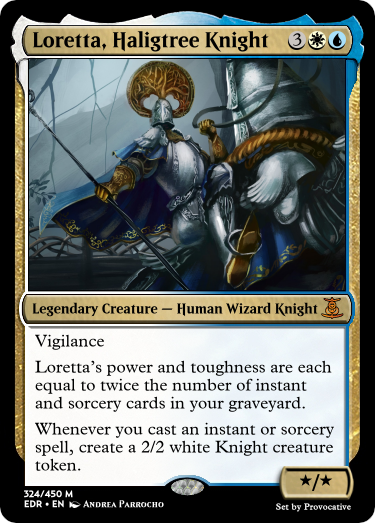 Loretta, Haligtree Knight 3
Legendary Creature — Human Wizard Knight
Vigilance
Loretta's power and toughness are each
equal to twice the number of instant
and sorcery cards in your graveyard.
Whenever you cast an instant or sorcery
spell, create a 2/2 white Knight creature
token.
*/*
324/450 M
EDR • EN Andrea Parrocho
Set by Provocative